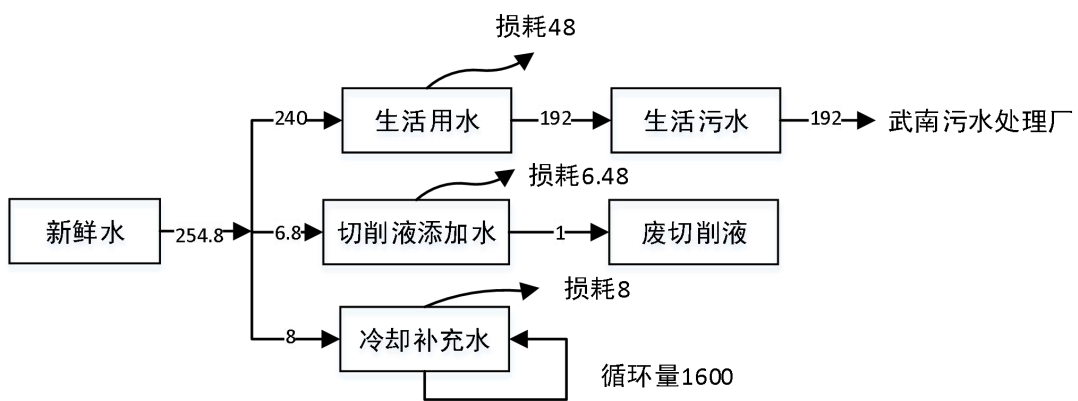 损耗48
240
生活用水
192
生活污水
192
武南污水处理厂
损耗6.48
新鲜水
254.8
6.8
切削液添加水
1
废切削液
损耗8
8
冷却补充水
循环量1600